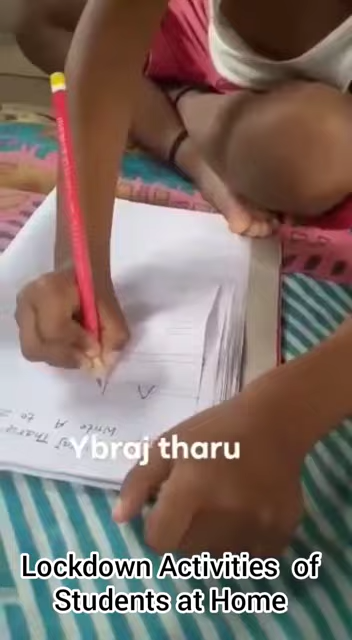 Ybraj tharu
write A to
A
Lockdown Activities of
Students at Home